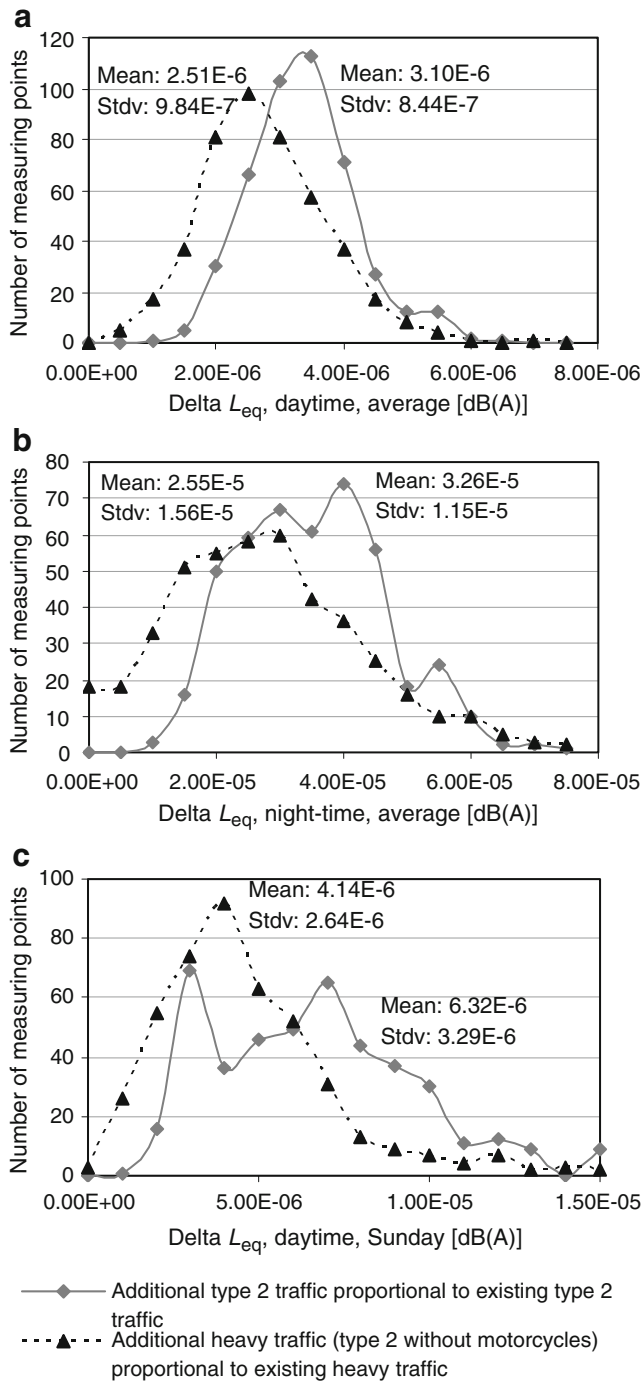 a
120
100
80
60
40
20
0
Number of measuring points
Mean: 2.51E-6
Stdv: 9.84E-7
Mean: 3.10E-6
Stdv: 8.44E-7
0.00E+00 2.00E-06 4.00E-06 6.00E-06 8.00E-06
Delta Leq, daytime, average [dB(A)]
b
80
70
60
50
40
30
20
10
0
Number of measuring points
Mean: 2.55E-5
Stdv: 1.56E-5
Mean: 3.26E-5
Stdv: 1.15E-5
0.00E+00 2.00E-05 4.00E-05 6.00E-05 8.00E-05
Delta Leq, night-time, average [dB(A)]
c
100
80
60
40
20
0
Number of measuring points
Mean: 4.14E-6
Stdv: 2.64E-6
Mean: 6.32E-6
Stdv: 3.29E-6
0.00E+00 5.00E-06 1.00E-05 1.50E-05
Delta Leq, daytime, Sunday [dB(A)]
Additional type 2 traffic proportional to existing type 2
traffic
Additional heavy traffic (type 2 without motorcycles)
proportional to existing heavy traffic